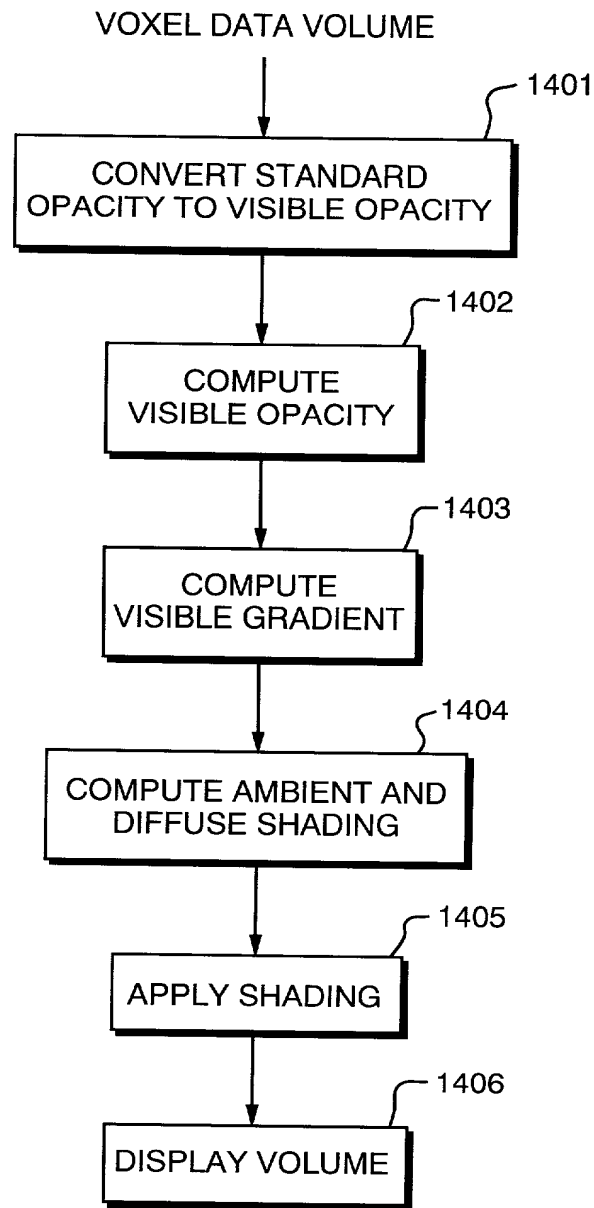 VOXEL DATA VOLUME
1401
CONVERT STANDARD
OPACITY TO VISIBLE OPACITY
1402
COMPUTE
VISIBLE OPACITY
1403
COMPUTE
VISIBLE GRADIENT
1404
COMPUTE AMBIENT AND
DIFFUSE SHADING
1405
APPLY SHADING
1406
DISPLAY VOLUME